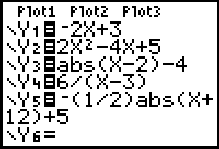 Plot1 Plot2 Plot3
\Y₁=-2X+3
\Y₂=2X²-4X+5
\Y₃=abs(X-2)-4
\Y₄=6/(X-3)
\Y₅=-(1/2)abs(X+
12)+5
\Y₆=